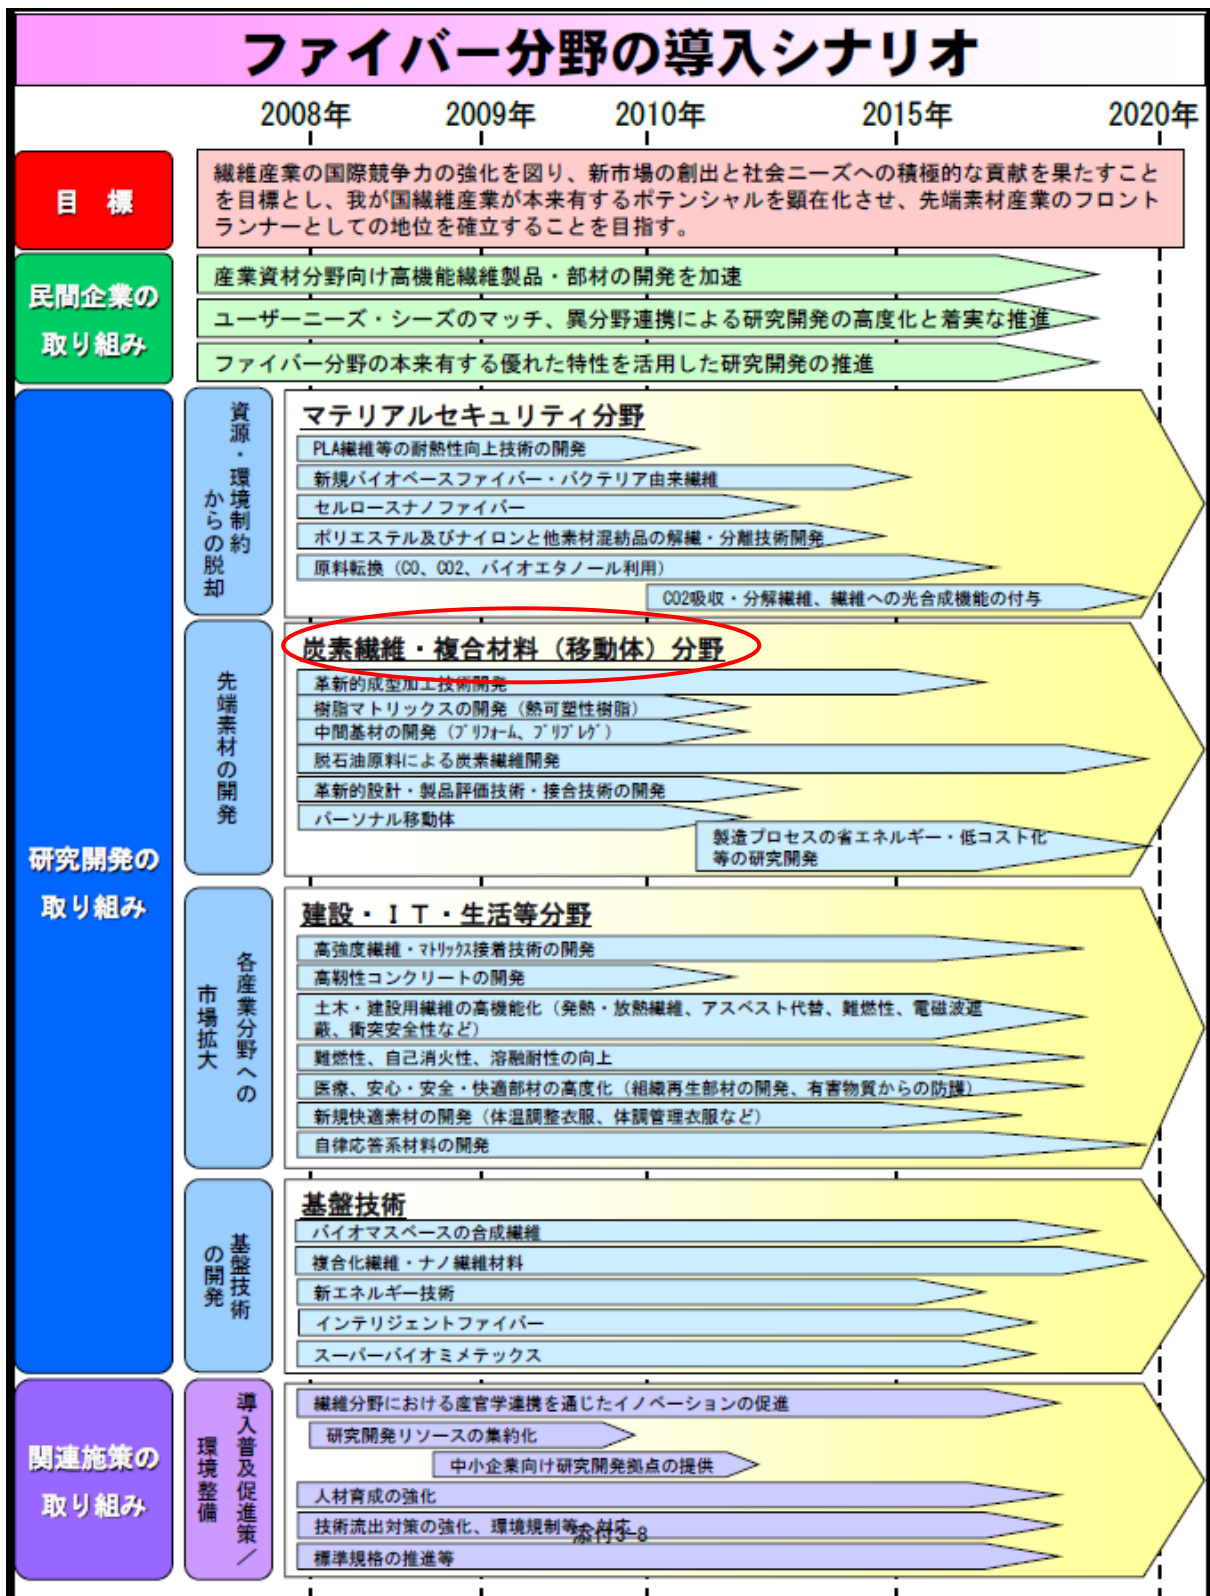 ファイバー分野の導入シナリオ
2008年 2009年 2010年 2015年 2020年
目 標
繊維産業の国際競争力の強化を図り、新市場の創出と社会ニーズへの積極的な貢献を果たすこと
を目標とし、我が国繊維産業が本来有するポテンシャルを顕在化させ、先端素材産業のフロント
ランナーとしての地位を確立することを目指す。
民間企業の
取り組み
産業資材分野向け高機能繊維製品・部材の開発を加速
ユーザーニーズ・シーズのマッチ、異分野連携による研究開発の高度化と着実な推進
ファイバー分野の本来有する優れた特性を活用した研究開発の推進
研究開発の
取り組み
資源・環境制約
からの脱却
マテリアルセキュリティ分野
PLA繊維等の耐熱性向上技術の開発
新規バイオベースファイバー・バクテリア由来繊維
セルロースナノファイバー
ポリエステル及びナイロンと他素材混紡品の解繊・分離技術開発
原料転換（CO、CO2、バイオエタノール利用）
CO2吸収・分解繊維、繊維への光合成機能の付与
先端素材の開発
炭素繊維・複合材料（移動体）分野
革新的成型加工技術開発
樹脂マトリックスの開発（熱可塑性樹脂）
中間基材の開発（ﾌﾟﾘﾌｫｰﾑ、ﾌﾟﾘﾌﾟﾚｸﾞ）
脱石油原料による炭素繊維開発
革新的設計・製品評価技術・接合技術の開発
パーソナル移動体
製造プロセスの省エネルギー・低コスト化
等の研究開発
各産業分野への
市場拡大
建設・ＩＴ・生活等分野
高強度繊維・ﾏﾄﾘｯｸｽ接着技術の開発
高靭性コンクリートの開発
土木・建設用繊維の高機能化（発熱・放熱繊維、アスベスト代替、難燃性、電磁波遮
蔽、衝突安全性など）
難燃性、自己消火性、溶融耐性の向上
医療、安心・安全・快適部材の高度化（組織再生部材の開発、有害物質からの防護）
新規快適素材の開発（体温調整衣服、体調管理衣服など）
自律応答系材料の開発
基盤技術
の開発
基盤技術
バイオマスベースの合成繊維
複合化繊維・ナノ繊維材料
新エネルギー技術
インテリジェントファイバー
スーパーバイオミメテックス
関連施策の
取り組み
導入普及促進策／
環境整備
繊維分野における産官学連携を通じたイノベーションの促進
研究開発リソースの集約化
中小企業向け研究開発拠点の提供
人材育成の強化
技術流出対策の強化、環境規制等へ対応
添付3-8
標準規格の推進等